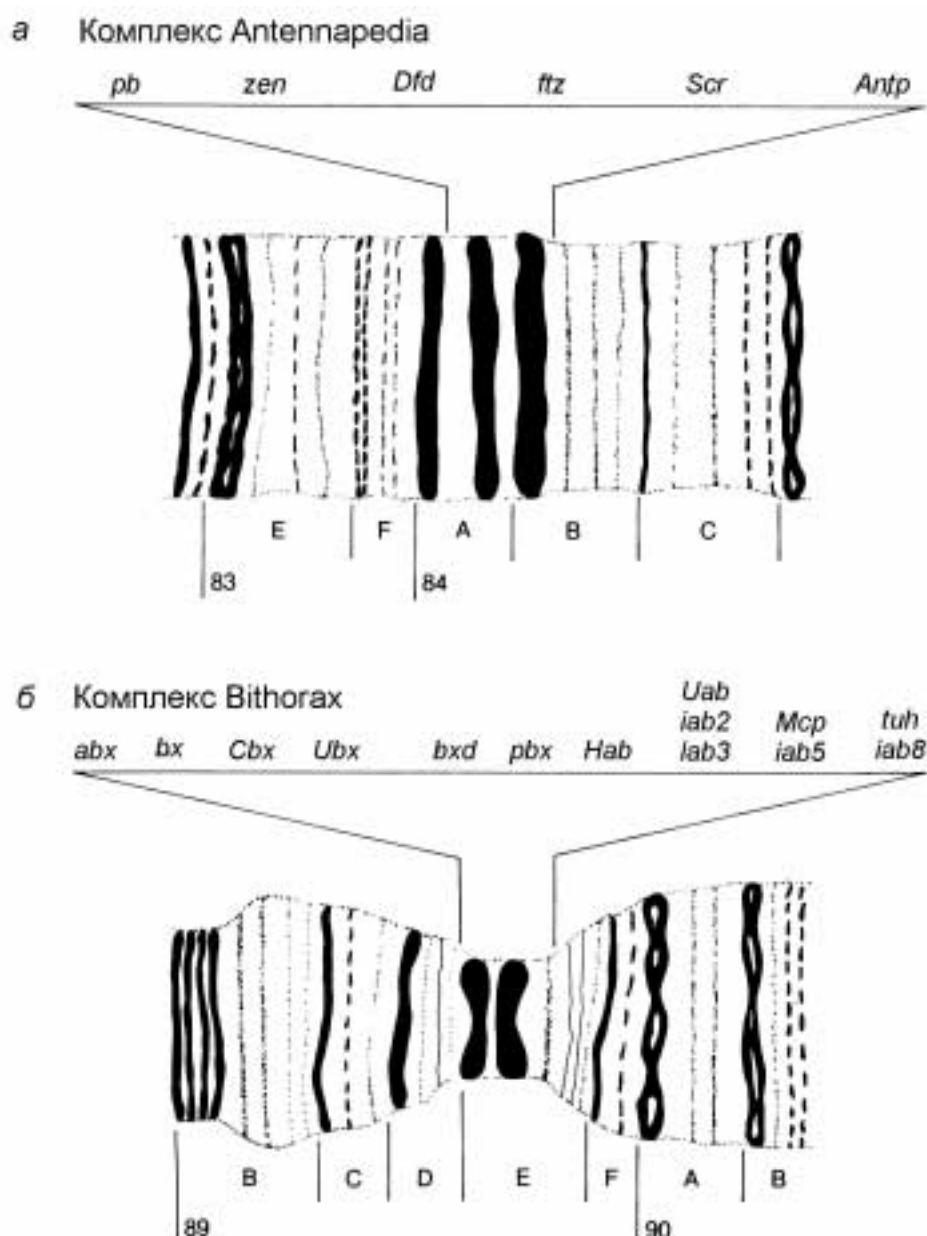 а Комплекс Antennapedia
pb zen Dfd ftz Scr Antp
E F A B C
83 84
б Комплекс Bithorax
Uab
iab2 Mcp tuh
abx bx Cbx Ubx bxd pbx Hab Iab3 iab5 iab8
B C D E F A B
89 90